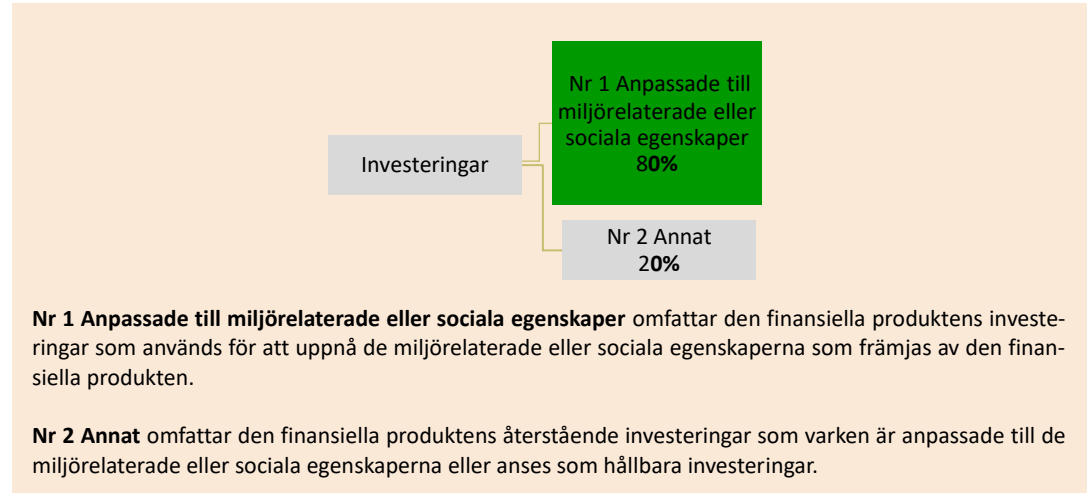 Nr 1 Anpassade till
miljörelaterade eller
sociala egenskaper
80%
Investeringar
Nr 2 Annat
20%
Nr 1 Anpassade till miljörelaterade eller sociala egenskaper omfattar den finansiella produktens investe-
ringar som används för att uppnå de miljörelaterade eller sociala egenskaperna som främjas av den finan-
siella produkten.
Nr 2 Annat omfattar den finansiella produktens återstående investeringar som varken är anpassade till de
miljörelaterade eller sociala egenskaperna eller anses som hållbara investeringar.